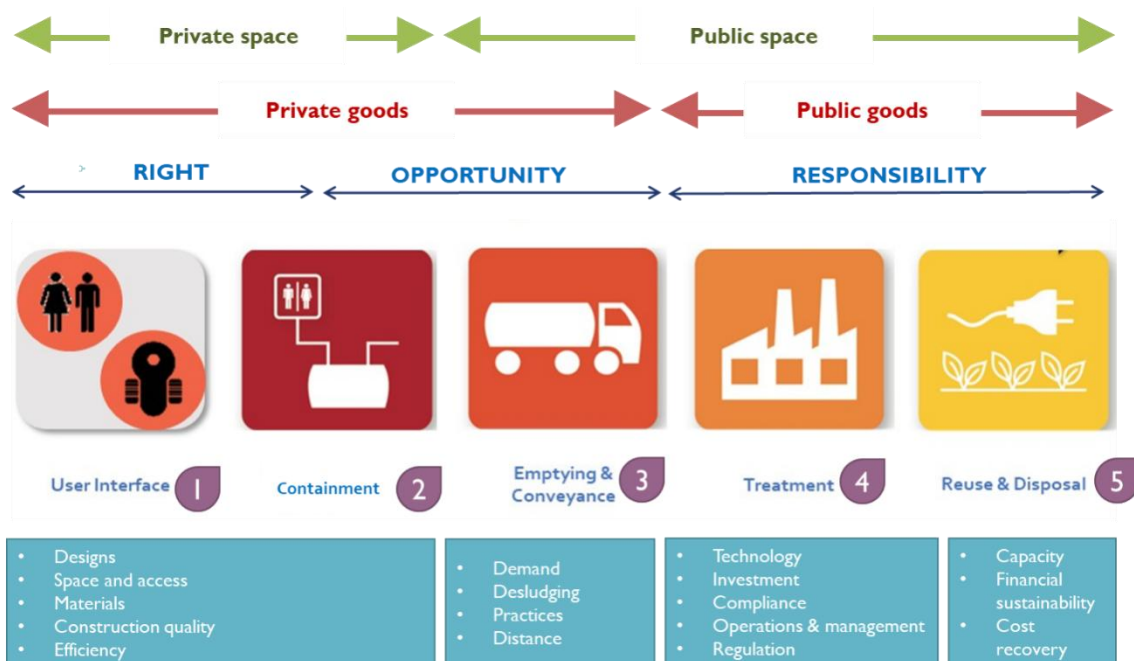 Private space
Public space
Private goods
Public goods
RIGHT
OPPORTUNITY
RESPONSIBILITY
User Interface
1
Containment
2
Emptying &
Conveyance
3
Treatment
4
Reuse & Disposal
5
• Designs
• Space and access
• Materials
• Construction quality
• Efficiency
• Demand
• Desludging
• Practices
• Distance
• Technology
• Investment
• Compliance
• Operations & management
• Regulation
• Capacity
• Financial
sustainability
• Cost
recovery